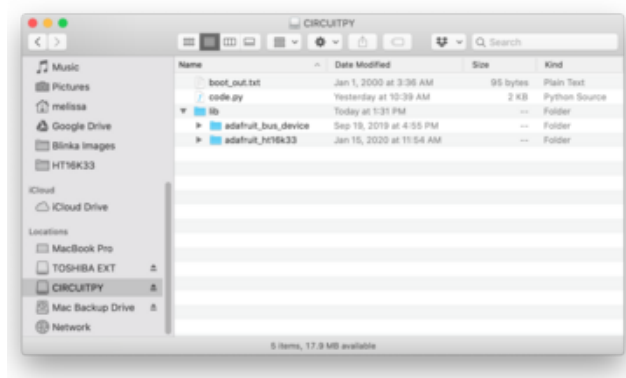 CIRCUITPY
Search
Music
Pictures
melissa
Google Drive
Blinka Images
HT16K33
iCloud
iCloud Drive
Locations
MacBook Pro
TOSHIBA EXT
CIRCUITPY
Mac Backup Drive
Network
Name Date Modified Size Kind
boot_out.txt Jan 1, 2000 at 3:36 AM 95 bytes Plain Text
code.py Yesterday at 10:39 AM 2 KB Python Source
lib Today at 1:31 PM -- Folder
adafruit_bus_device Sep 19, 2019 at 4:55 PM -- Folder
adafruit_ht16k33 Jan 15, 2020 at 11:54 AM -- Folder
5 items, 17.9 MB available